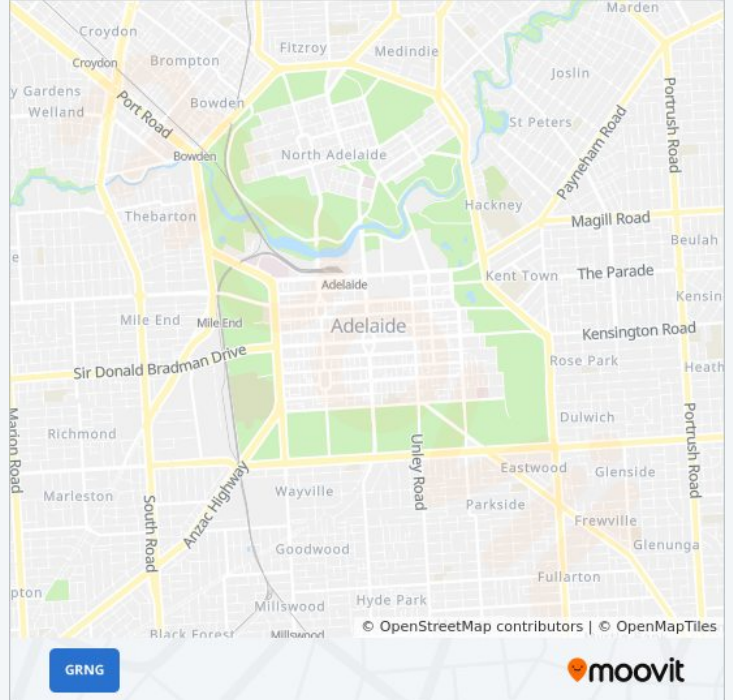 Marden
Croydon
Fitzroy
Medindie
Croydon
Brompton
Joslin
y Gardens
Welland
Port Road
Bowden
St Peters
Portrush Road
Payneham Road
Bowden
North Adelaide
Hackney
Thebarton
Magill Road
Beulah
e
Kent Town
The Parade
Adelaide
Kensin
Mile End
Mile End
Adelaide
Kensington Road
Sir Donald Bradman Drive
Rose Park
Heath
Marion Road
Richmond
Dulwich
Portrush Road
Unley Road
Eastwood
Glenside
Marleston
South Road
Anzac Highway
Wayville
Parkside
Frewville
Goodwood
Glenunga
Fullarton
pton
Millswood
Hyde Park
Black Forest
Millswood
© OpenStreetMap contributors | © OpenMapTiles
GRNG
moovit